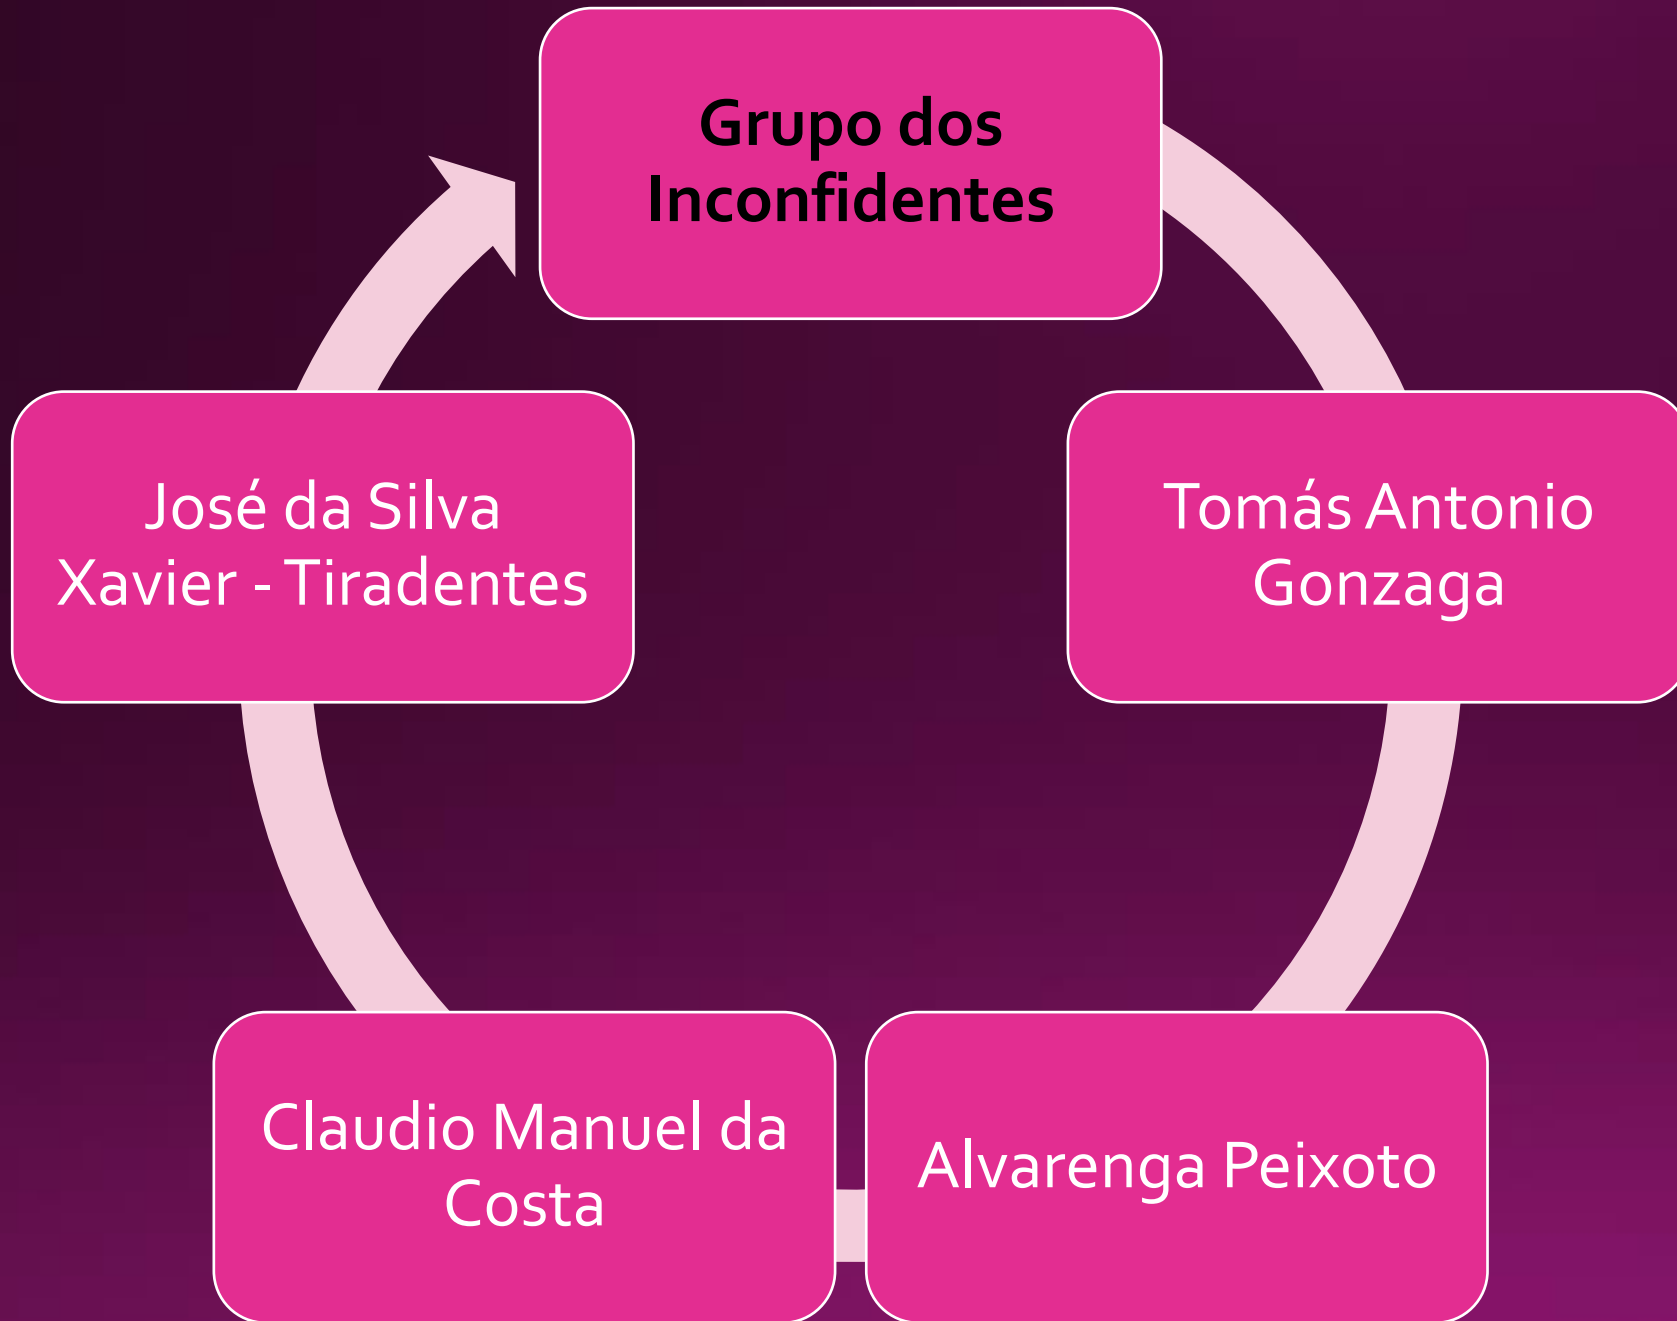 Grupo dos
Inconfidentes
José da Silva
Xavier - Tiradentes
Tomás Antonio
Gonzaga
Claudio Manuel da
Costa
Alvarenga Peixoto